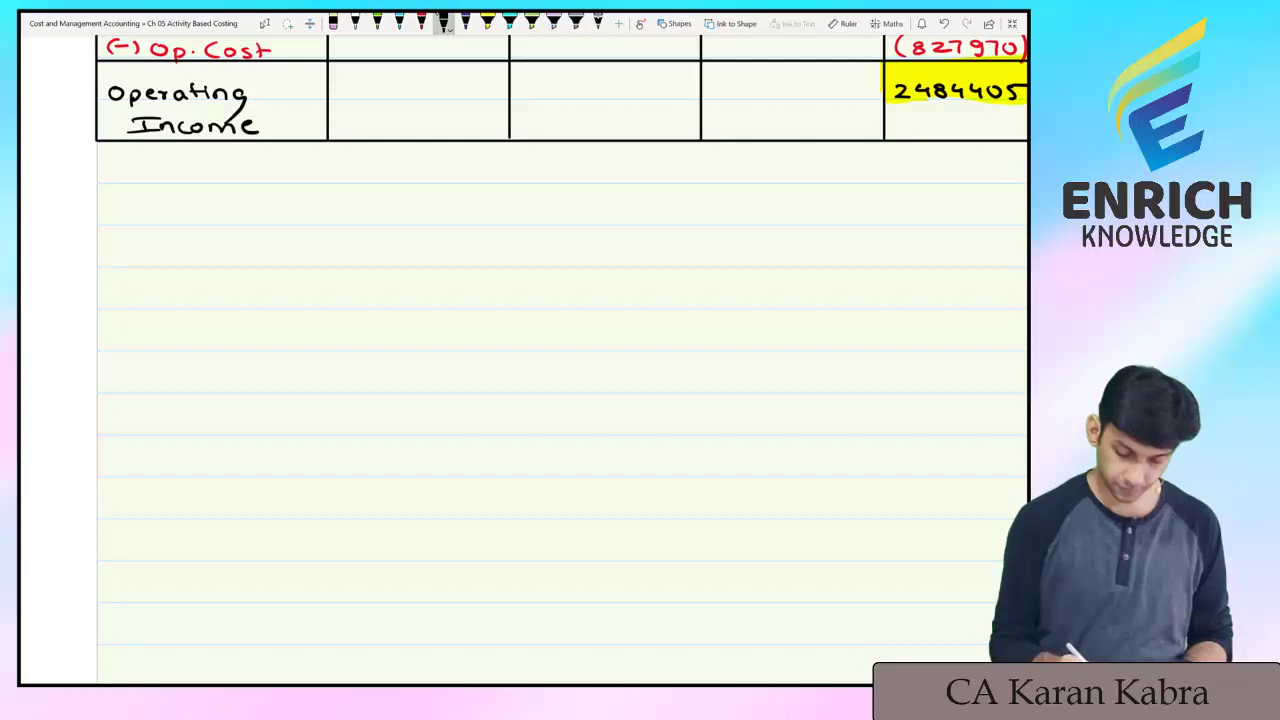 Cost and Management Accounting » Ch 05 Activity Based Costing
Shapes
Ink to Shape
Ink to Text
Ruler
Maths
(-) Op. Cost
(827970)
Operating
Income
2484405
ENRICH
KNOWLEDGE
CA Karan Kabra